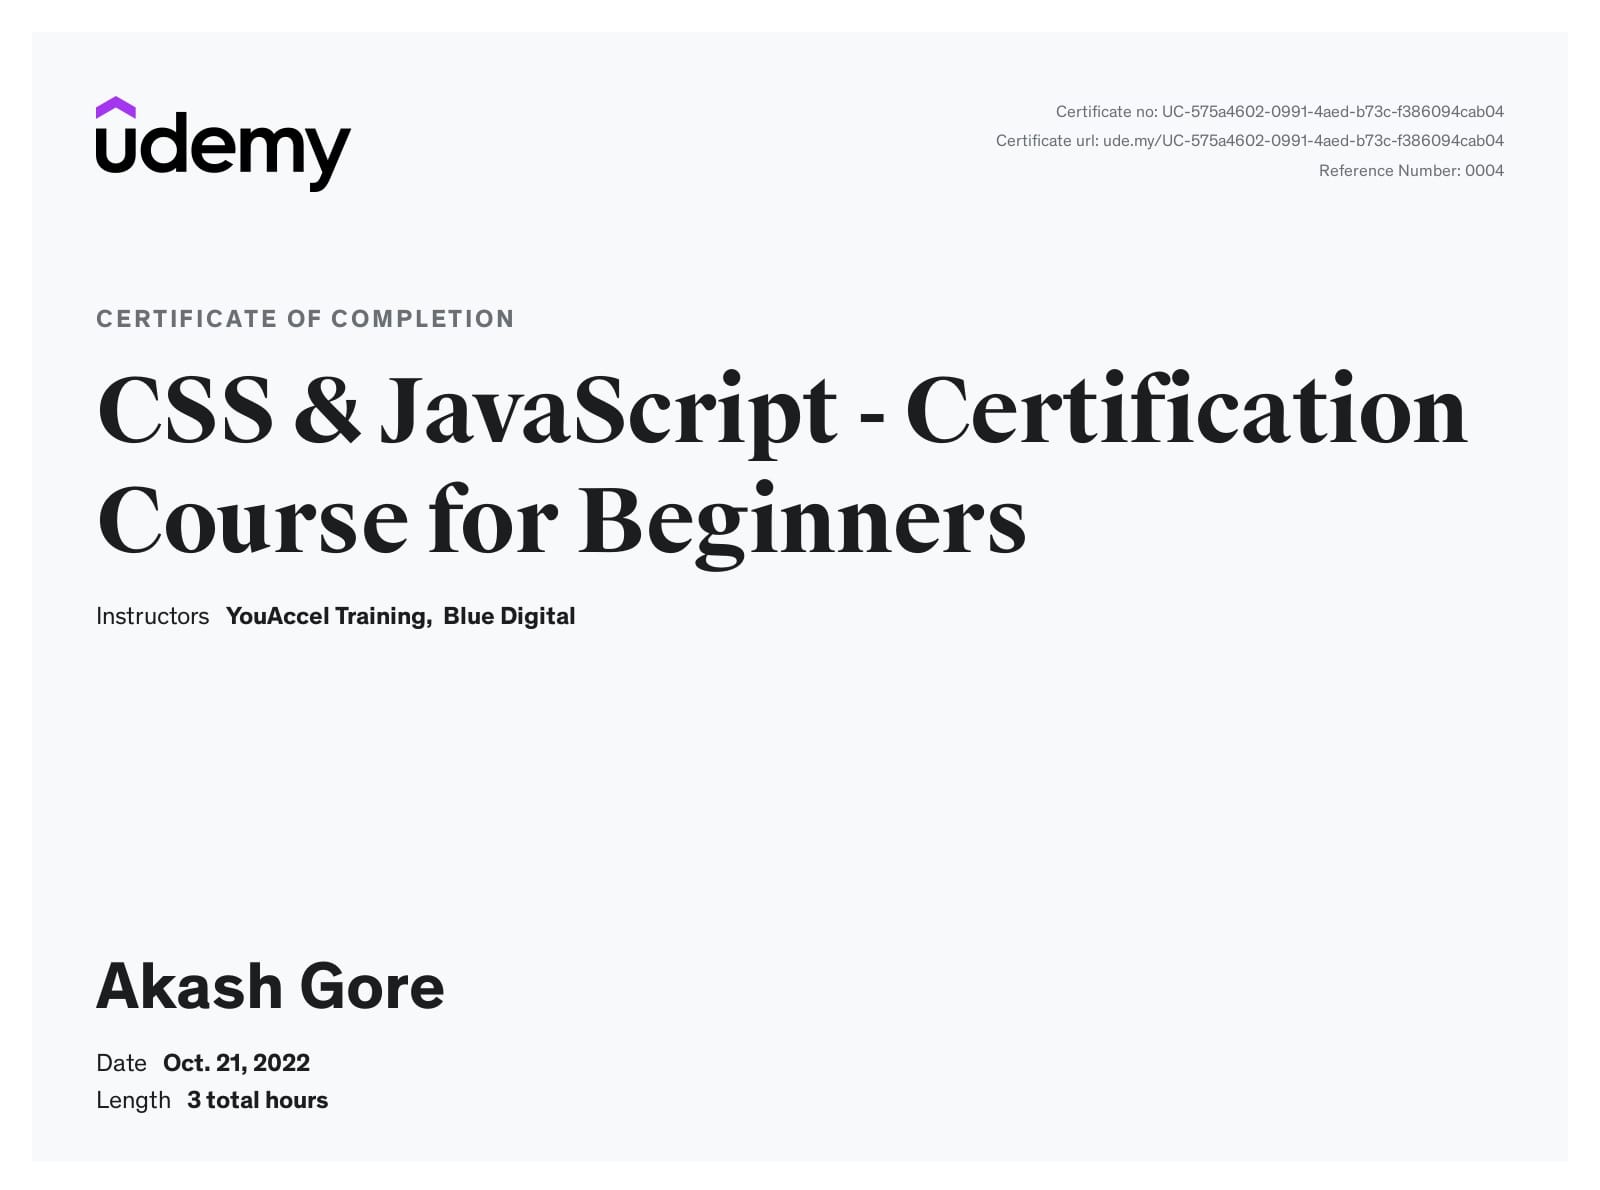 udemy
Certificate no: UC-575a4602-0991-4aed-b73c-f386094cab04
Certificate url: ude.my/UC-575a4602-0991-4aed-b73c-f386094cab04
Reference Number: 0004
CERTIFICATE OF COMPLETION
CSS & JavaScript - Certification
Course for Beginners
Instructors YouAccel Training, Blue Digital
Akash Gore
Date Oct. 21, 2022
Length 3 total hours